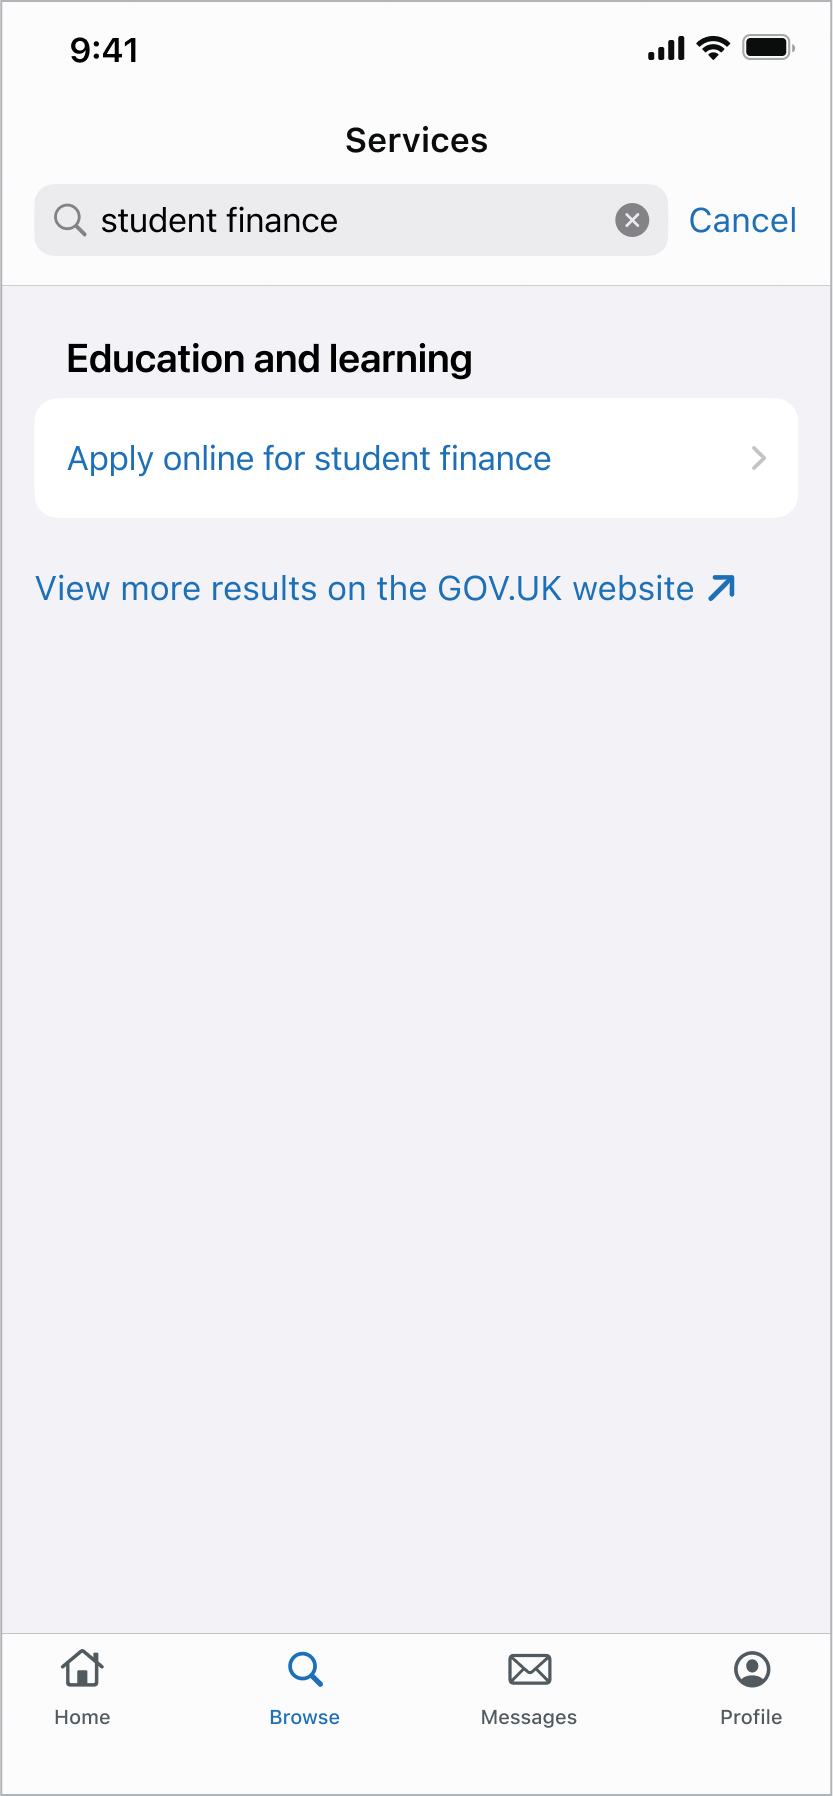 9:41
Services
student finance
Cancel
Education and learning
Apply online for student finance
View more results on the GOV.UK website
Home
Browse
Messages
Profile